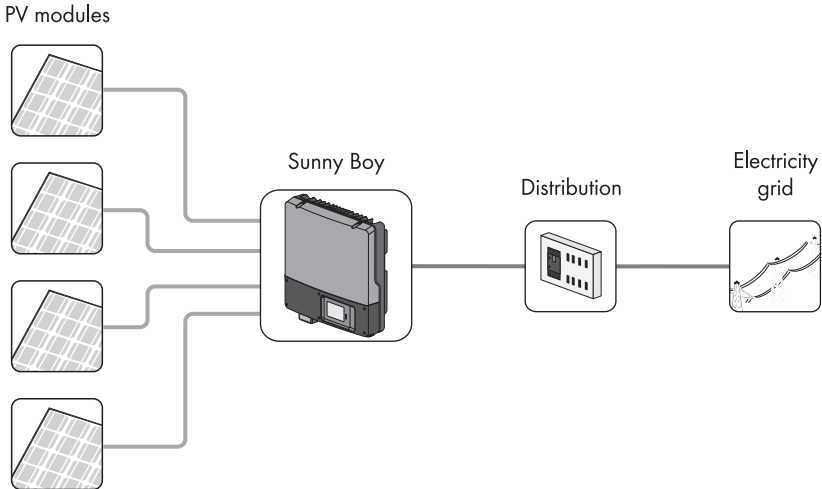 PV modules
Sunny Boy
Distribution
Electricity
grid